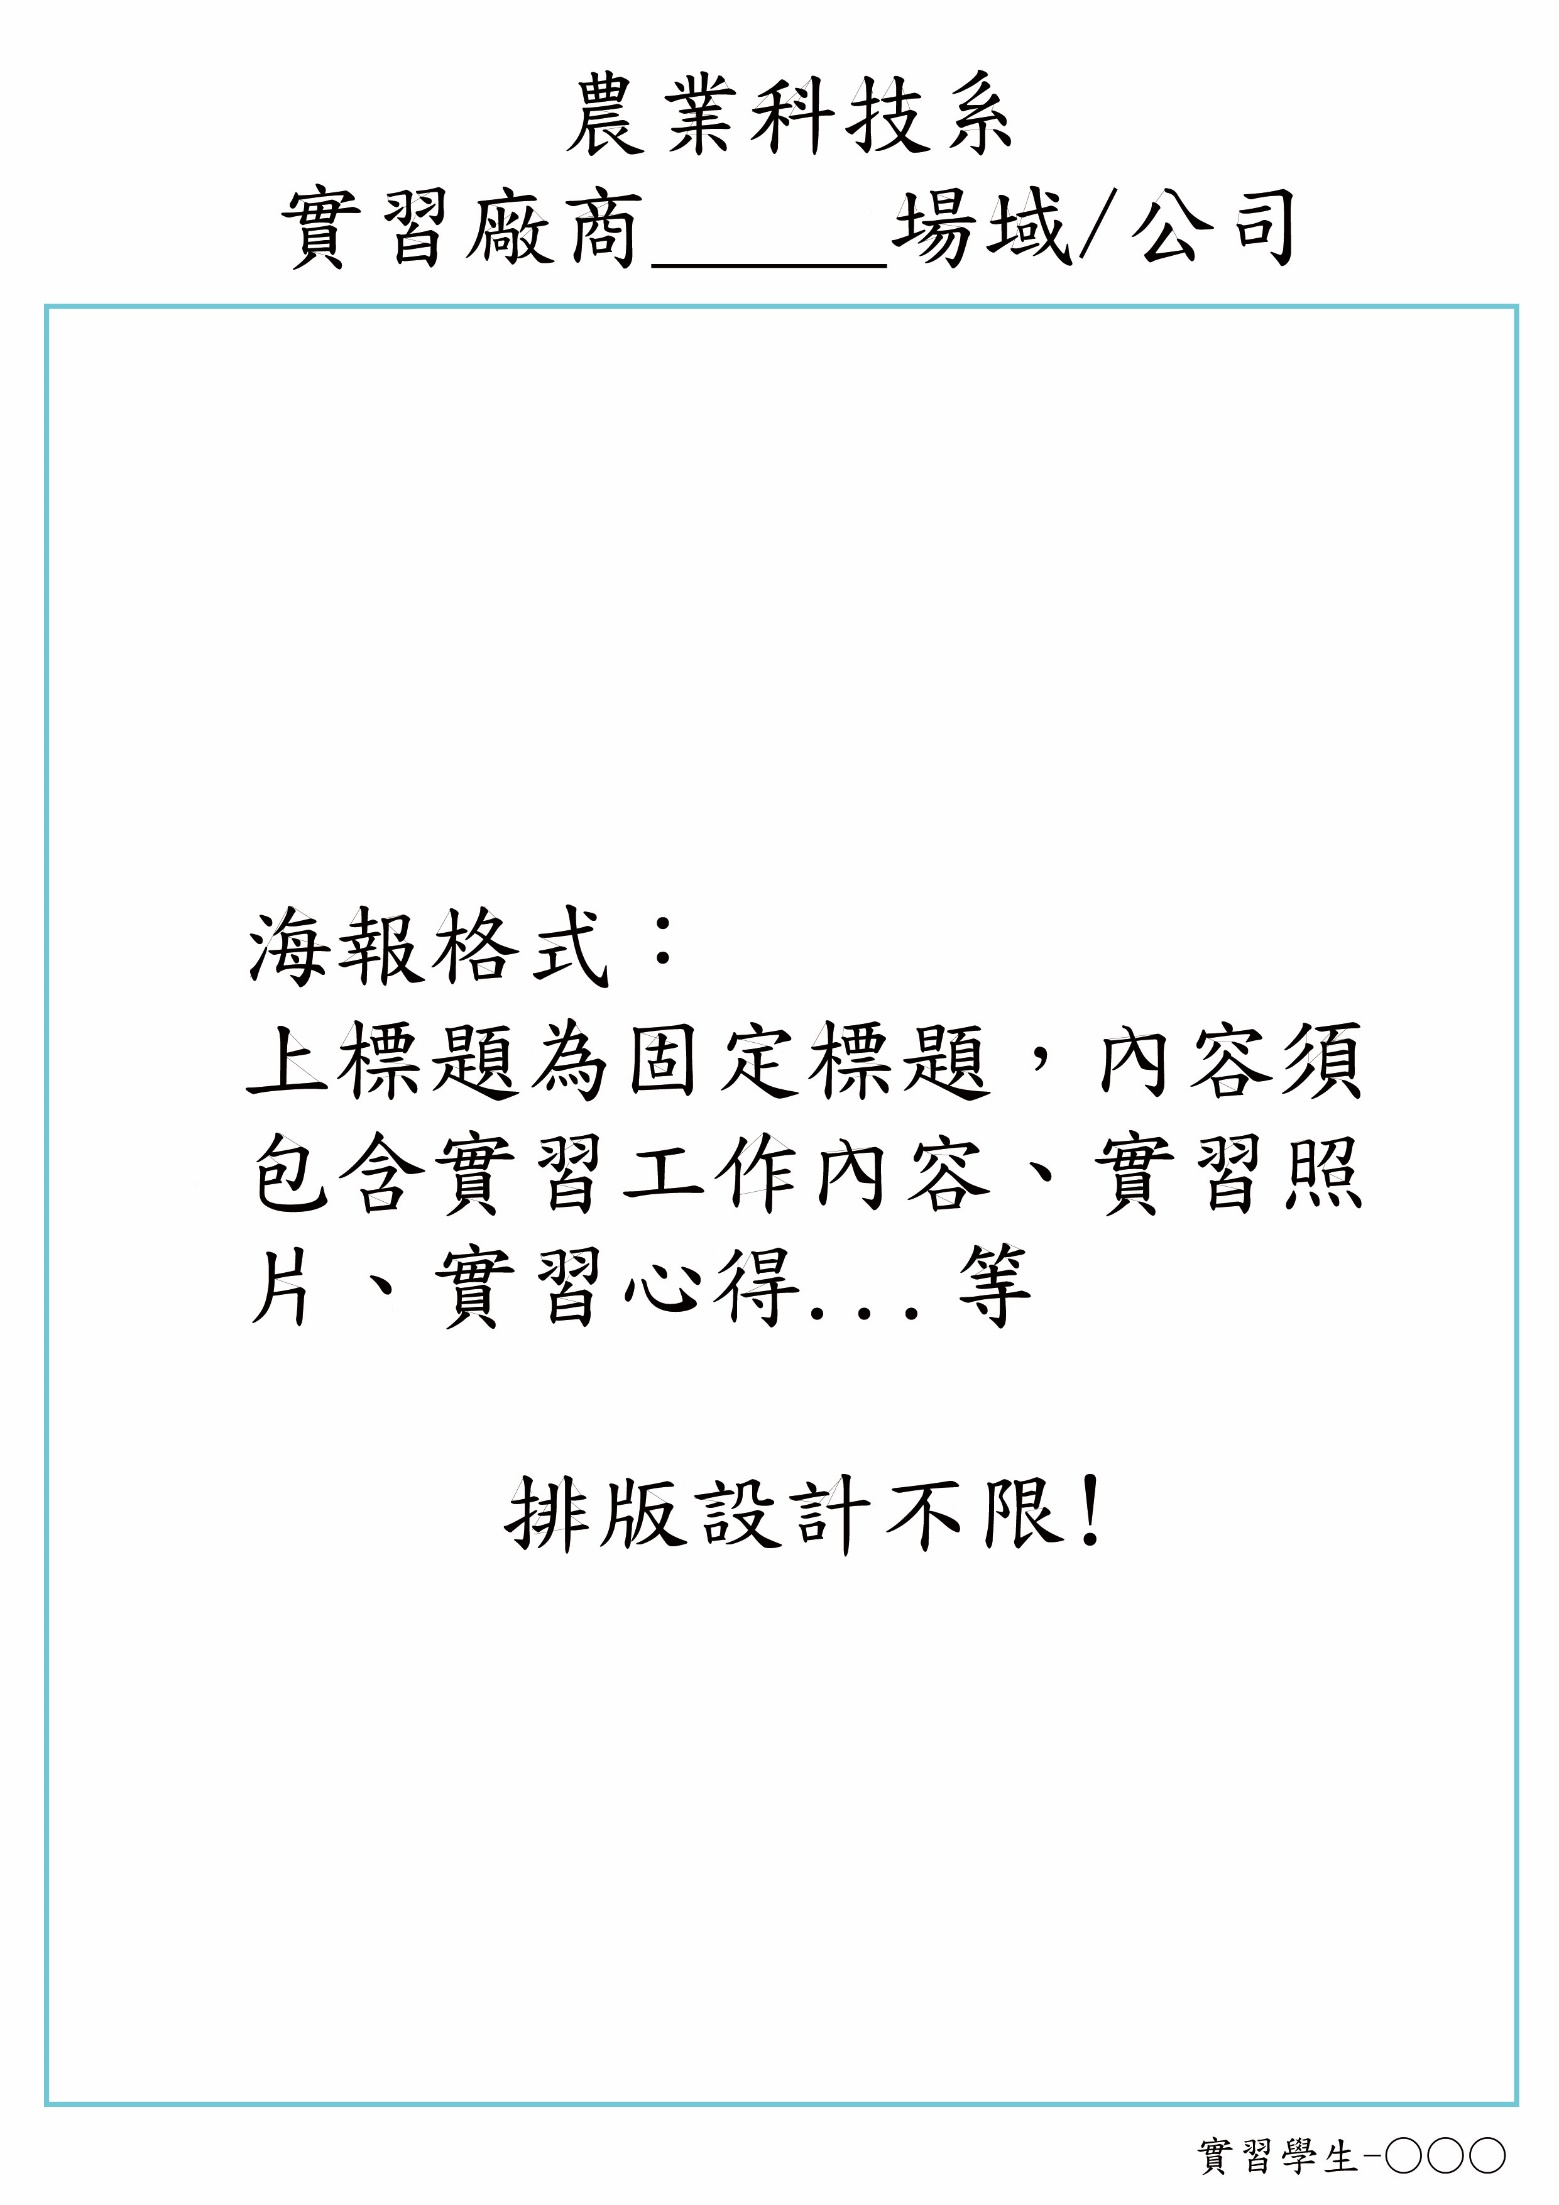 農業科技系
實習廠商_____場域/公司
海報格式：
上標題為固定標題，內容須
包含實習工作內容、實習照
片、實習心得...等
排版設計不限!
實習學生-○○○